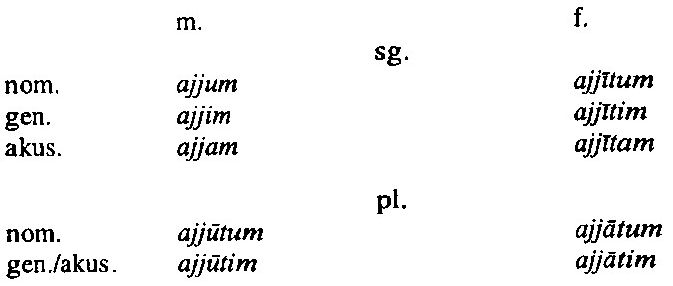 m. f.
sg.
nom. ajjum ajjītum
gen. ajjim ajjītim
akus. ajjam ajjītam
pl.
nom. ajjūtum ajjātum
gen./akus. ajjūtim ajjātim